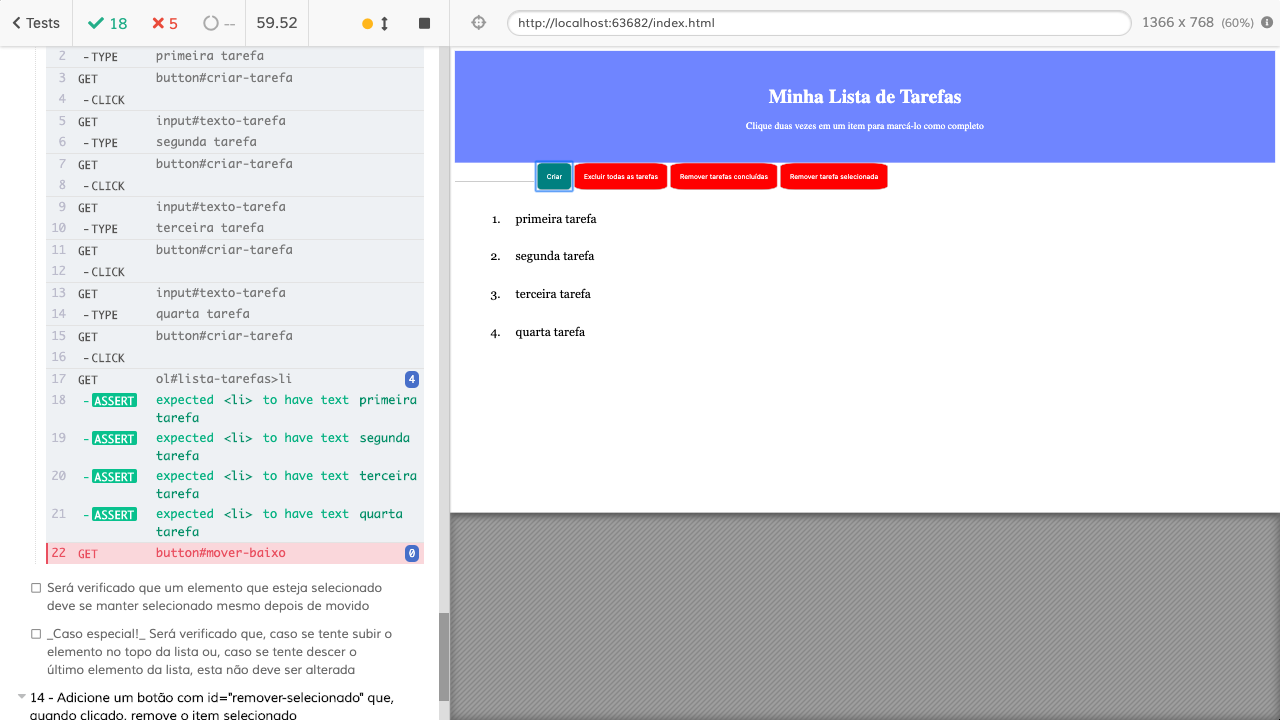 Tests 18 5 -- 59.52 http://localhost:63682/index.html 1366 x 768 (60%)
2 -TYPE primeira tarefa
3 GET button#criar-tarefa
4 -CLICK
5 GET input#texto-tarefa
6 -TYPE segunda tarefa
7 GET button#criar-tarefa
8 -CLICK
9 GET input#texto-tarefa
10 -TYPE terceira tarefa
11 GET button#criar-tarefa
12 -CLICK
13 GET input#texto-tarefa
14 -TYPE quarta tarefa
15 GET button#criar-tarefa
16 -CLICK
17 GET ol#lista-tarefas>li 4
18 -ASSERT expected <li> to have text primeira
tarefa
19 -ASSERT expected <li> to have text segunda
tarefa
20 -ASSERT expected <li> to have text terceira
tarefa
21 -ASSERT expected <li> to have text quarta
tarefa
22 GET button#mover-baixo 0
Será verificado que um elemento que esteja selecionado
deve se manter selecionado mesmo depois de movido
_Caso especial!_ Será verificado que, caso se tente subir o
elemento no topo da lista ou, caso se tente descer o
último elemento da lista, esta não deve ser alterada
14 - Adicione um botão com id="remover-selecionado" que,
quando clicado, remove o item selecionado
Minha Lista de Tarefas
Clique duas vezes em um item para marcá-lo como completo
Criar Excluir todas as tarefas Remover tarefas concluídas Remover tarefa selecionada
1. primeira tarefa
2. segunda tarefa
3. terceira tarefa
4. quarta tarefa